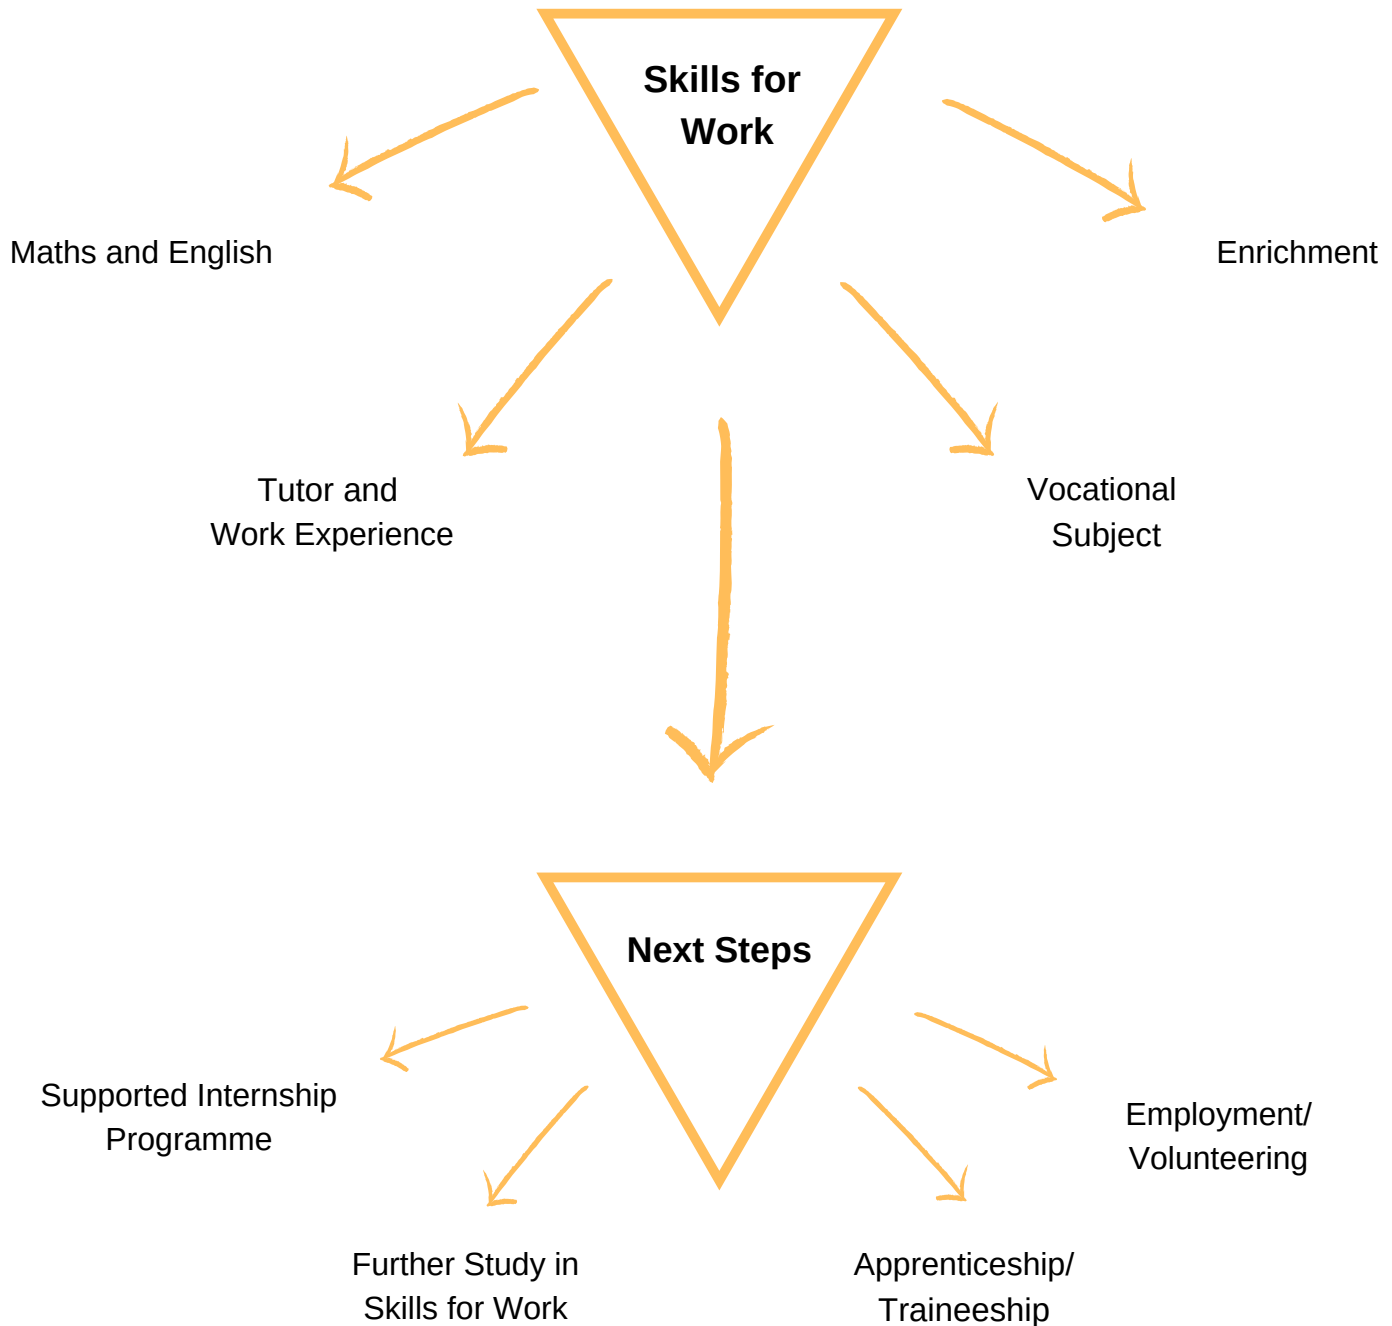 Skills for
Work
Maths and English
Enrichment
Tutor and
Work Experience
Vocational
Subject
Next Steps
Supported Internship
Programme
Employment/
Volunteering
Further Study in
Skills for Work
Apprenticeship/
Traineeship